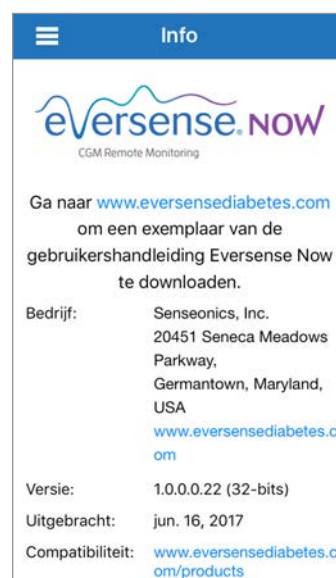 Info
eversense. NOW
CGM Remote Monitoring
Ga naar www.eversensediabetes.com
om een exemplaar van de
gebruikershandleiding Eversense Now
te downloaden.
Bedrijf: Senseonics, Inc.
20451 Seneca Meadows
Parkway,
Germantown, Maryland,
USA
www.eversensediabetes.c
om
Versie: 1.0.0.0.22 (32-bits)
Uitgebracht: jun. 16, 2017
Compatibiliteit: www.eversensediabetes.c
om/products